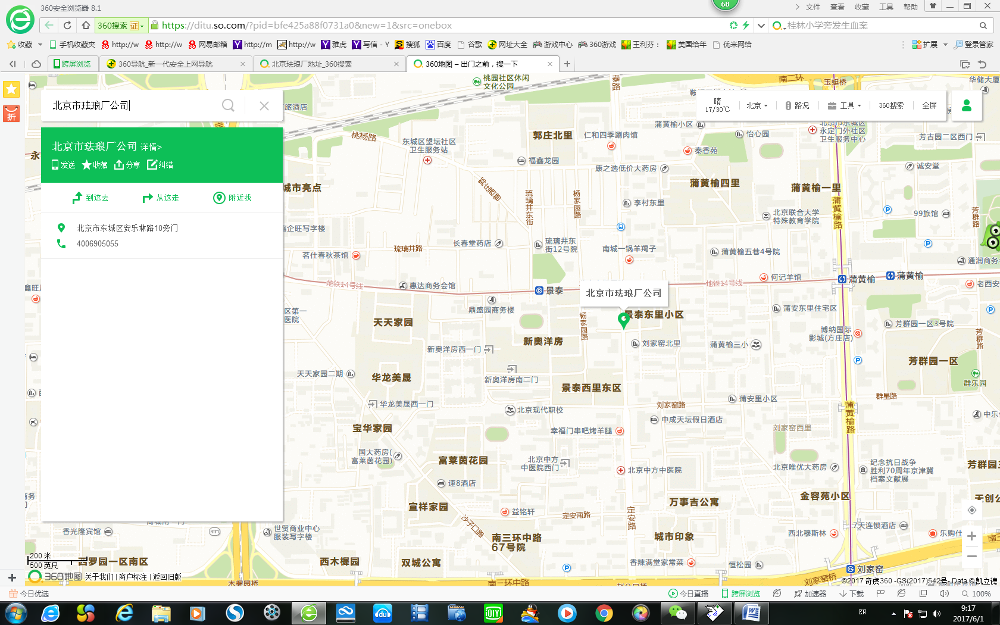 360安全浏览器 8.1
68
文件 查看 收藏 工具 帮助
360搜索 证
https://ditu.so.com/?pid=bfe425a88f0731a0&new=1&src=onebox
桂林小学旁发生血案
收藏 手机收藏夹 http://w http://w 网易邮箱 http://m http://w 雅虎 写信 - Y 搜狐 百度 谷歌 网址大全 游戏中心 360游戏 王利芬： 美国给年 优米网络 扩展 登录管家
跨屏浏览 360导航_新一代安全上网导航 北京珐琅厂地址_360搜索 360地图 – 出门之前，搜一下
折
北京市珐琅厂公司
晴
17/30℃
北京 路况 工具 360搜索 全屏
北京市珐琅厂公司 详情>
发送 收藏 分享 纠错
到这去 从这走 附近找
北京市东城区安乐林路10旁门
4006905055
桃园社区休闲
文化公园
泰路
南二环
玉蜓桥
华储大厦
旅酒店
桃杨路
东城区望坛社区
卫生服务站
郭庄北里
仁和四季涮肉馆
蒲黄榆小区
怡心园
北京市东城区
永定门外社区
卫生服务中心
芳古园二区西门
秦香苑
福鑫龙园
康之选低价大药房
诚安堂
永
城市亮点
琉璃井东街
杨家园路
蒲黄榆四里
蒲黄榆一里
蒲黄榆路
李村东里
北京联合大学
特殊教育学院
99旅馆
芳群路
鑫企旺写字楼
长春堂药店
琉璃井东
街12号院
南城一锅羊羯子
琉璃井路
茗仕春秋茶馆
蒲黄榆五巷4号院
通润商务
何记羊馆
蒲黄榆
蒲黄榆
老西安
地铁14号线
地铁14号线
惠达商务会馆
景泰
北京市珐琅厂公司
鼎盛园商务楼
区第一
医院
天天家园
新奥洋房
杨家园路
景泰东里小区
蒲安东里住宅区
芳群园一区3号院
博纳国际
影城(方庄店)
芳群路
新奥洋房西一门
刘家窑北里
蒲黄榆三小
芳群园一区
天天家园二期
华龙美晟
新奥洋房南二门
景泰西里东区
群乐园
群星路
蒲安里小区
华龙美晟西一门
北京现代职校
刘家窑路
蒲黄榆路
中成天坛假日酒店
刘家窑西里
中乐
宝华家园
幸福门串吧烤羊腿
国大药房(
富莱茵花园)
富莱茵花园
北京中方
中医院西门
北京中方中医院
北京唯优大药房
纪念抗日战争
胜利70周年京津冀
档案文献展
速8酒店
宣祥家园
益铭轩
定安南路
定安路
万事吉公寓
金容苑小区
商务
沙子口路
香光隆宾馆
ATM
世贸商业中心
服装写字楼
南三环中路
67号院
城市印象
西北穆斯林
7天连锁酒店
乐购仕
西罗园一区南区
西木樨园
双城公寓
香辣满堂家常菜
恒松园
刘家窑
刘家窑桥
木樨园桥
南三环中路
200 米
500 英尺
360地图 关于我们 | 商户标注 | 返回旧版
©2017 奇虎360 -GS(2017)542号- Data © 凯立德
今日优选
今日直播 跨屏浏览 加速器 下载 100%
EN
9:17
2017/6/1